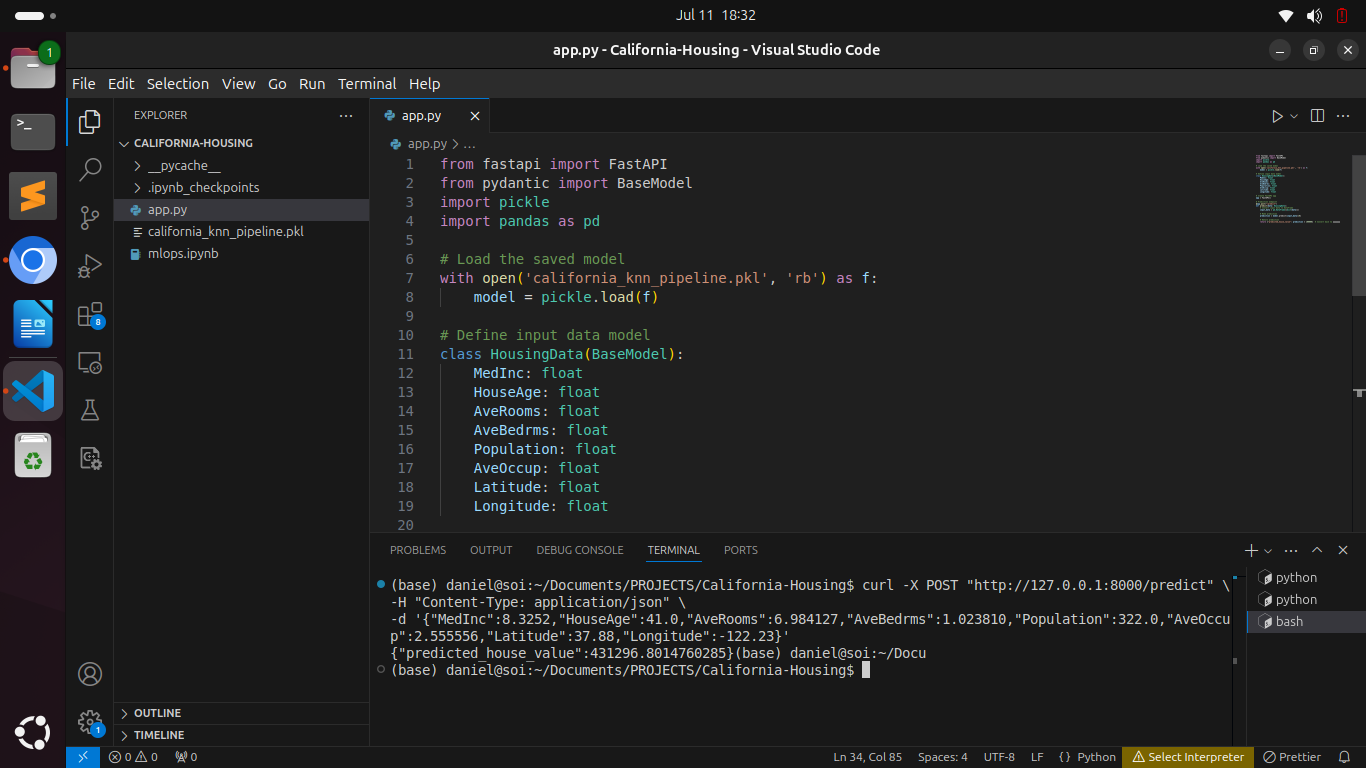 Jul 11 18:32
1
>_
app.py - California-Housing - Visual Studio Code
File Edit Selection View Go Run Terminal Help
EXPLORER
CALIFORNIA-HOUSING
__pycache__
.ipynb_checkpoints
app.py
california_knn_pipeline.pkl
mlops.ipynb
OUTLINE
TIMELINE
8
1
app.py
app.py > ...
1 from fastapi import FastAPI
2 from pydantic import BaseModel
3 import pickle
4 import pandas as pd
5
6 # Load the saved model
7 with open('california_knn_pipeline.pkl', 'rb') as f:
8     model = pickle.load(f)
9
10 # Define input data model
11 class HousingData(BaseModel):
12     MedInc: float
13     HouseAge: float
14     AveRooms: float
15     AveBedrms: float
16     Population: float
17     AveOccup: float
18     Latitude: float
19     Longitude: float
20
PROBLEMS OUTPUT DEBUG CONSOLE TERMINAL PORTS
(base) daniel@soi:~/Documents/PROJECTS/California-Housing$ curl -X POST "http://127.0.0.1:8000/predict" \
-H "Content-Type: application/json" \
-d '{"MedInc":8.3252,"HouseAge":41.0,"AveRooms":6.984127,"AveBedrms":1.023810,"Population":322.0,"AveOccu
p":2.555556,"Latitude":37.88,"Longitude":-122.23}'
{"predicted_house_value":431296.8014760285}(base) daniel@soi:~/Docu
(base) daniel@soi:~/Documents/PROJECTS/California-Housing$
python
python
bash
0 0 0
Ln 34, Col 85 Spaces: 4 UTF-8 LF {} Python Select Interpreter Prettier